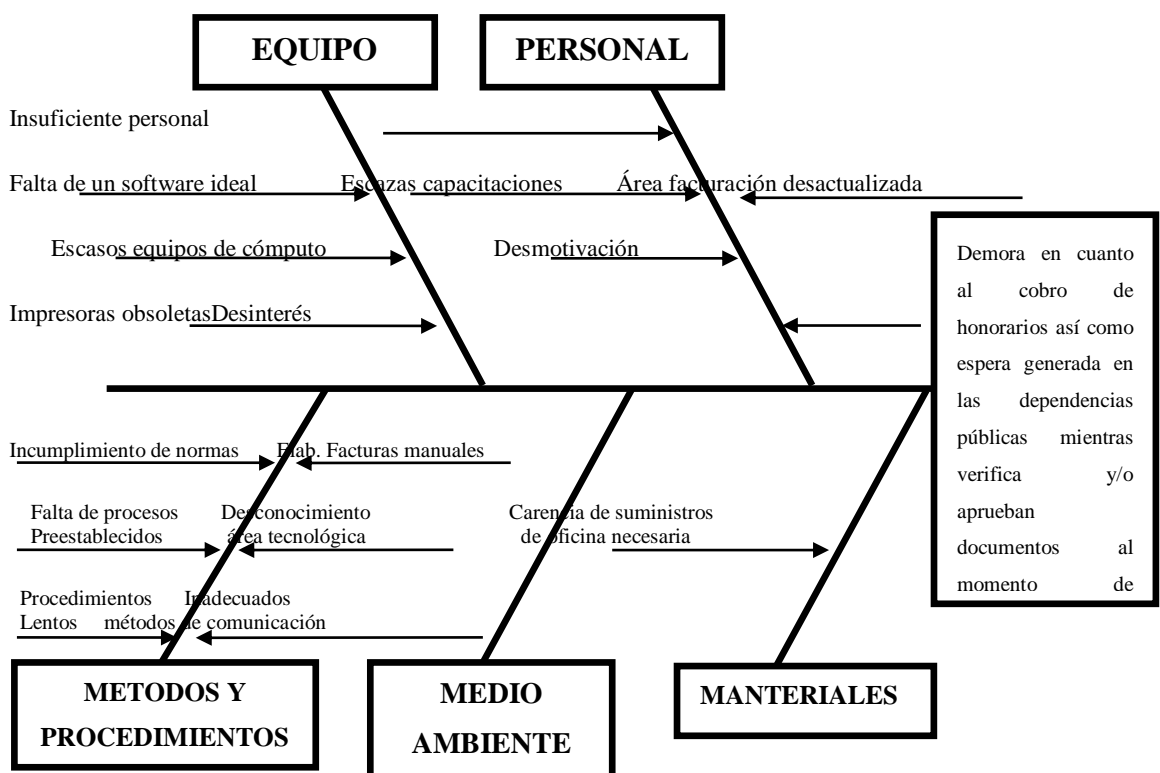 EQUIPO
PERSONAL
Insuficiente personal
Falta de un software ideal
Escazas capacitaciones
Área facturación desactualizada
Escasos equipos de cómputo
Desmotivación
Impresoras obsoletasDesinterés
Demora en cuanto
al cobro de
honorarios así como
espera generada en
las dependencias
públicas mientras
verifica y/o
aprueban
documentos al
momento de
Incumplimiento de normas
Elab. Facturas manuales
Falta de procesos
Preestablecidos
Desconocimiento
área tecnológica
Carencia de suministros
de oficina necesaria
Procedimientos
Lentos
Inadecuados
métodos de comunicación
METODOS Y
PROCEDIMIENTOS
MEDIO
AMBIENTE
MANTERIALES